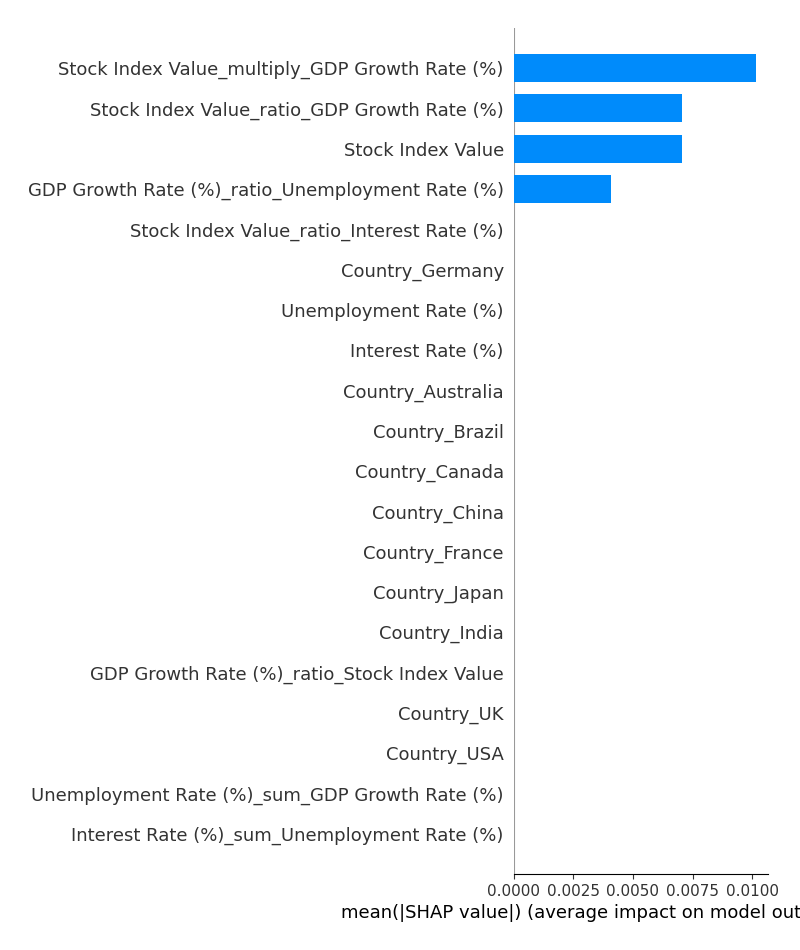 Stock Index Value_multiply_GDP Growth Rate (%)
Stock Index Value_ratio_GDP Growth Rate (%)
Stock Index Value
GDP Growth Rate (%)_ratio_Unemployment Rate (%)
Stock Index Value_ratio_Interest Rate (%)
Country_Germany
Unemployment Rate (%)
Interest Rate (%)
Country_Australia
Country_Brazil
Country_Canada
Country_China
Country_France
Country_Japan
Country_India
GDP Growth Rate (%)_ratio_Stock Index Value
Country_UK
Country_USA
Unemployment Rate (%)_sum_GDP Growth Rate (%)
Interest Rate (%)_sum_Unemployment Rate (%)
0.0000 0.0025 0.0050 0.0075 0.0100
mean(|SHAP value|) (average impact on model out